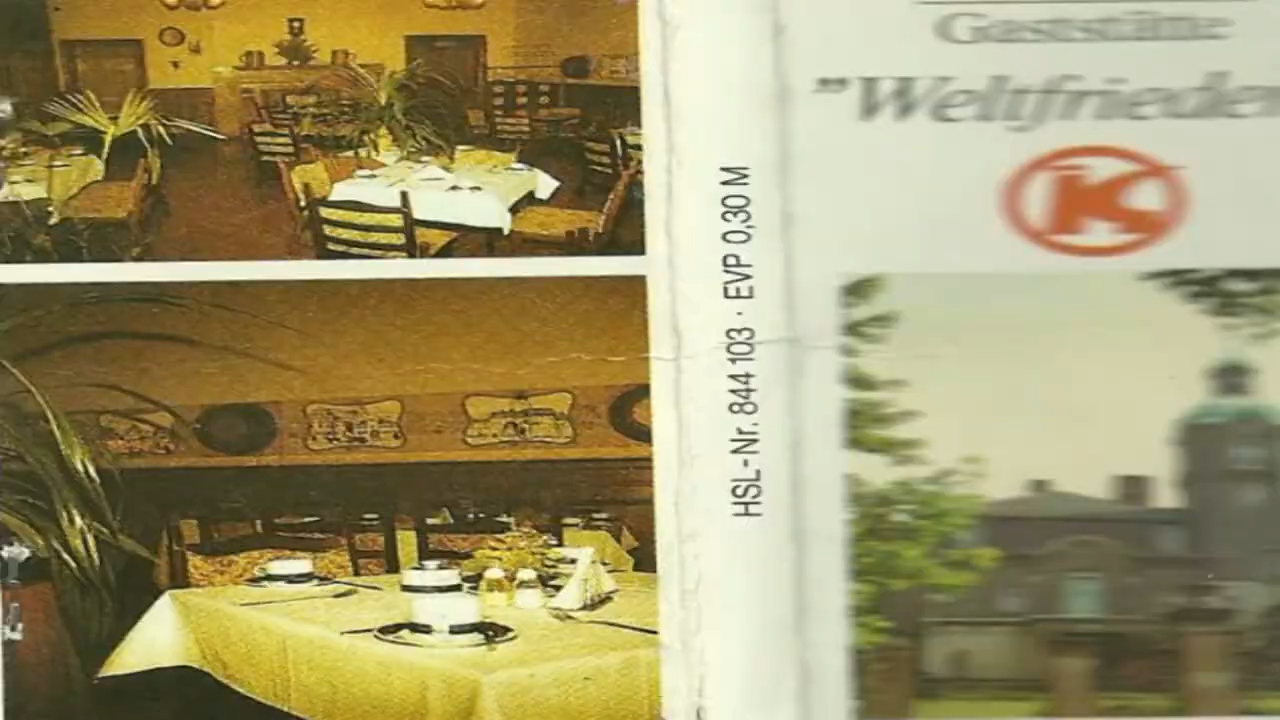 HSL-Nr. 844 103 · EVP 0,30 M
Gaststätte
"Weltfrieden
K